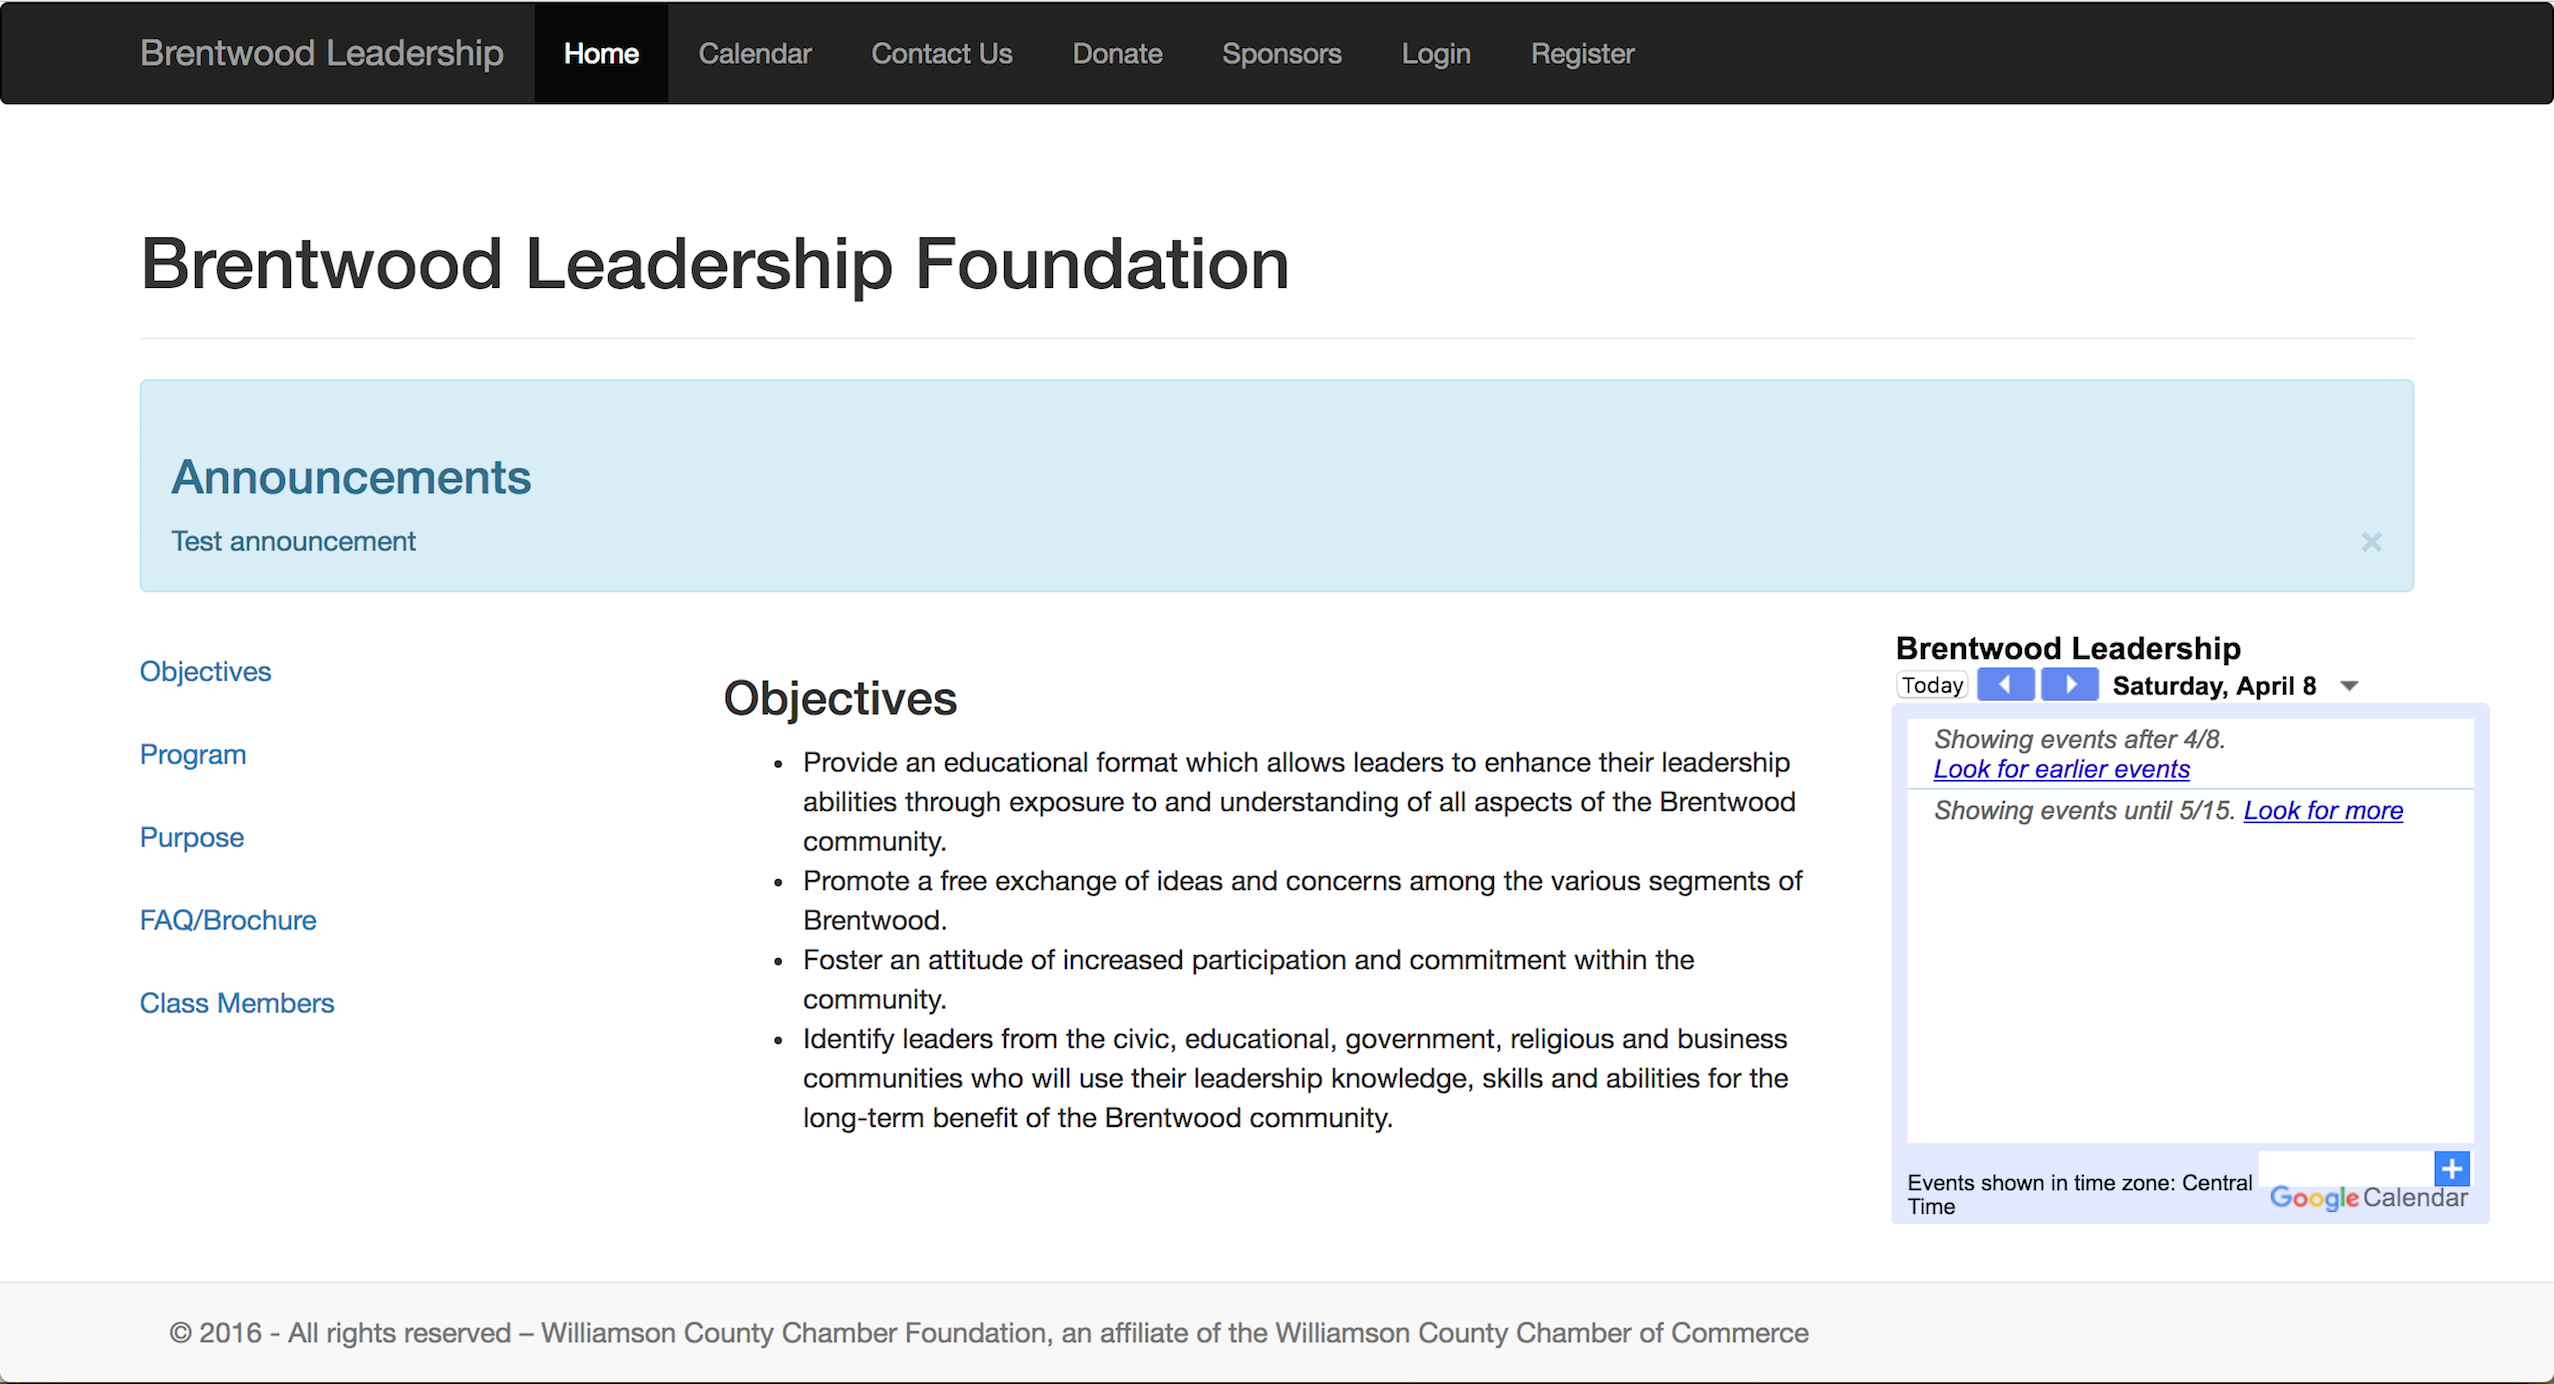 Brentwood Leadership Home Calendar Contact Us Donate Sponsors Login Register
Brentwood Leadership Foundation
Announcements
Test announcement ×
Objectives
Program
Purpose
FAQ/Brochure
Class Members
Objectives
• Provide an educational format which allows leaders to enhance their leadership
abilities through exposure to and understanding of all aspects of the Brentwood
community.
• Promote a free exchange of ideas and concerns among the various segments of
Brentwood.
• Foster an attitude of increased participation and commitment within the
community.
• Identify leaders from the civic, educational, government, religious and business
communities who will use their leadership knowledge, skills and abilities for the
long-term benefit of the Brentwood community.
Brentwood Leadership
Today Saturday, April 8
Showing events after 4/8.
Look for earlier events
Showing events until 5/15. Look for more
Events shown in time zone: Central
Time
+
Google Calendar
© 2016 - All rights reserved – Williamson County Chamber Foundation, an affiliate of the Williamson County Chamber of Commerce